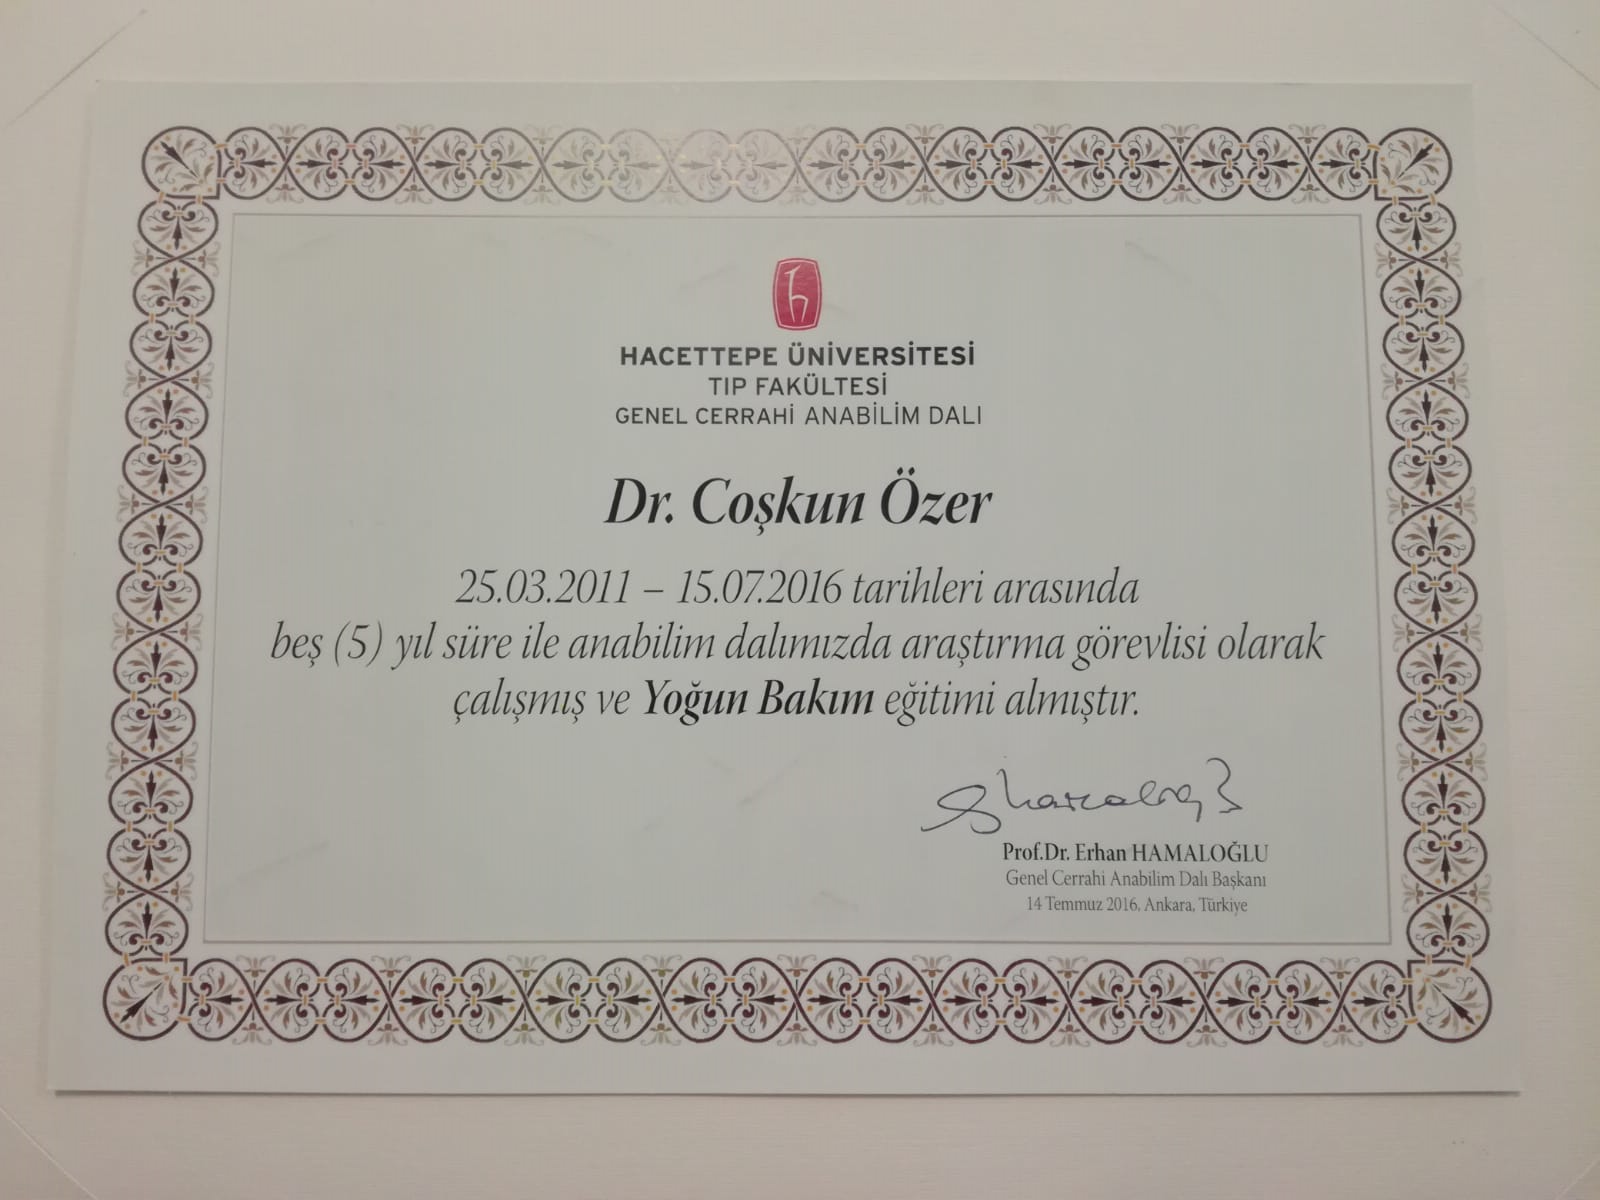 HACETTEPE ÜNİVERSİTESİ
TIP FAKÜLTESİ
GENEL CERRAHİ ANABİLİM DALI
Dr. Coşkun Özer
25.03.2011 – 15.07.2016 tarihleri arasında
beş (5) yıl süre ile anabilim dalımızda araştırma görevlisi olarak
çalışmış ve Yoğun Bakım eğitimi almıştır.
Prof.Dr. Erhan HAMALOĞLU
Genel Cerrahi Anabilim Dalı Başkanı
14 Temmuz 2016, Ankara, Türkiye